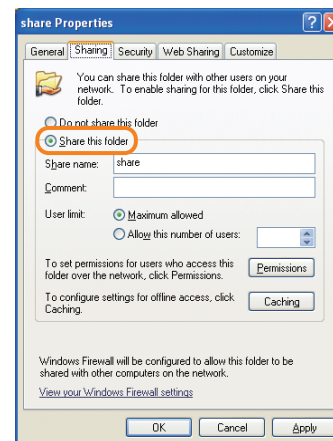 share Properties
General Sharing Security Web Sharing Customize
You can share this folder with other users on your
network. To enable sharing for this folder, click Share this
folder.
Do not share this folder
Share this folder
Share name: share
Comment:
User limit: Maximum allowed
Allow this number of users:
To set permissions for users who access this
folder over the network, click Permissions.
Permissions
To configure settings for offline access, click
Caching.
Caching
Windows Firewall will be configured to allow this folder to be
shared with other computers on the network.
View your Windows Firewall settings
OK Cancel Apply